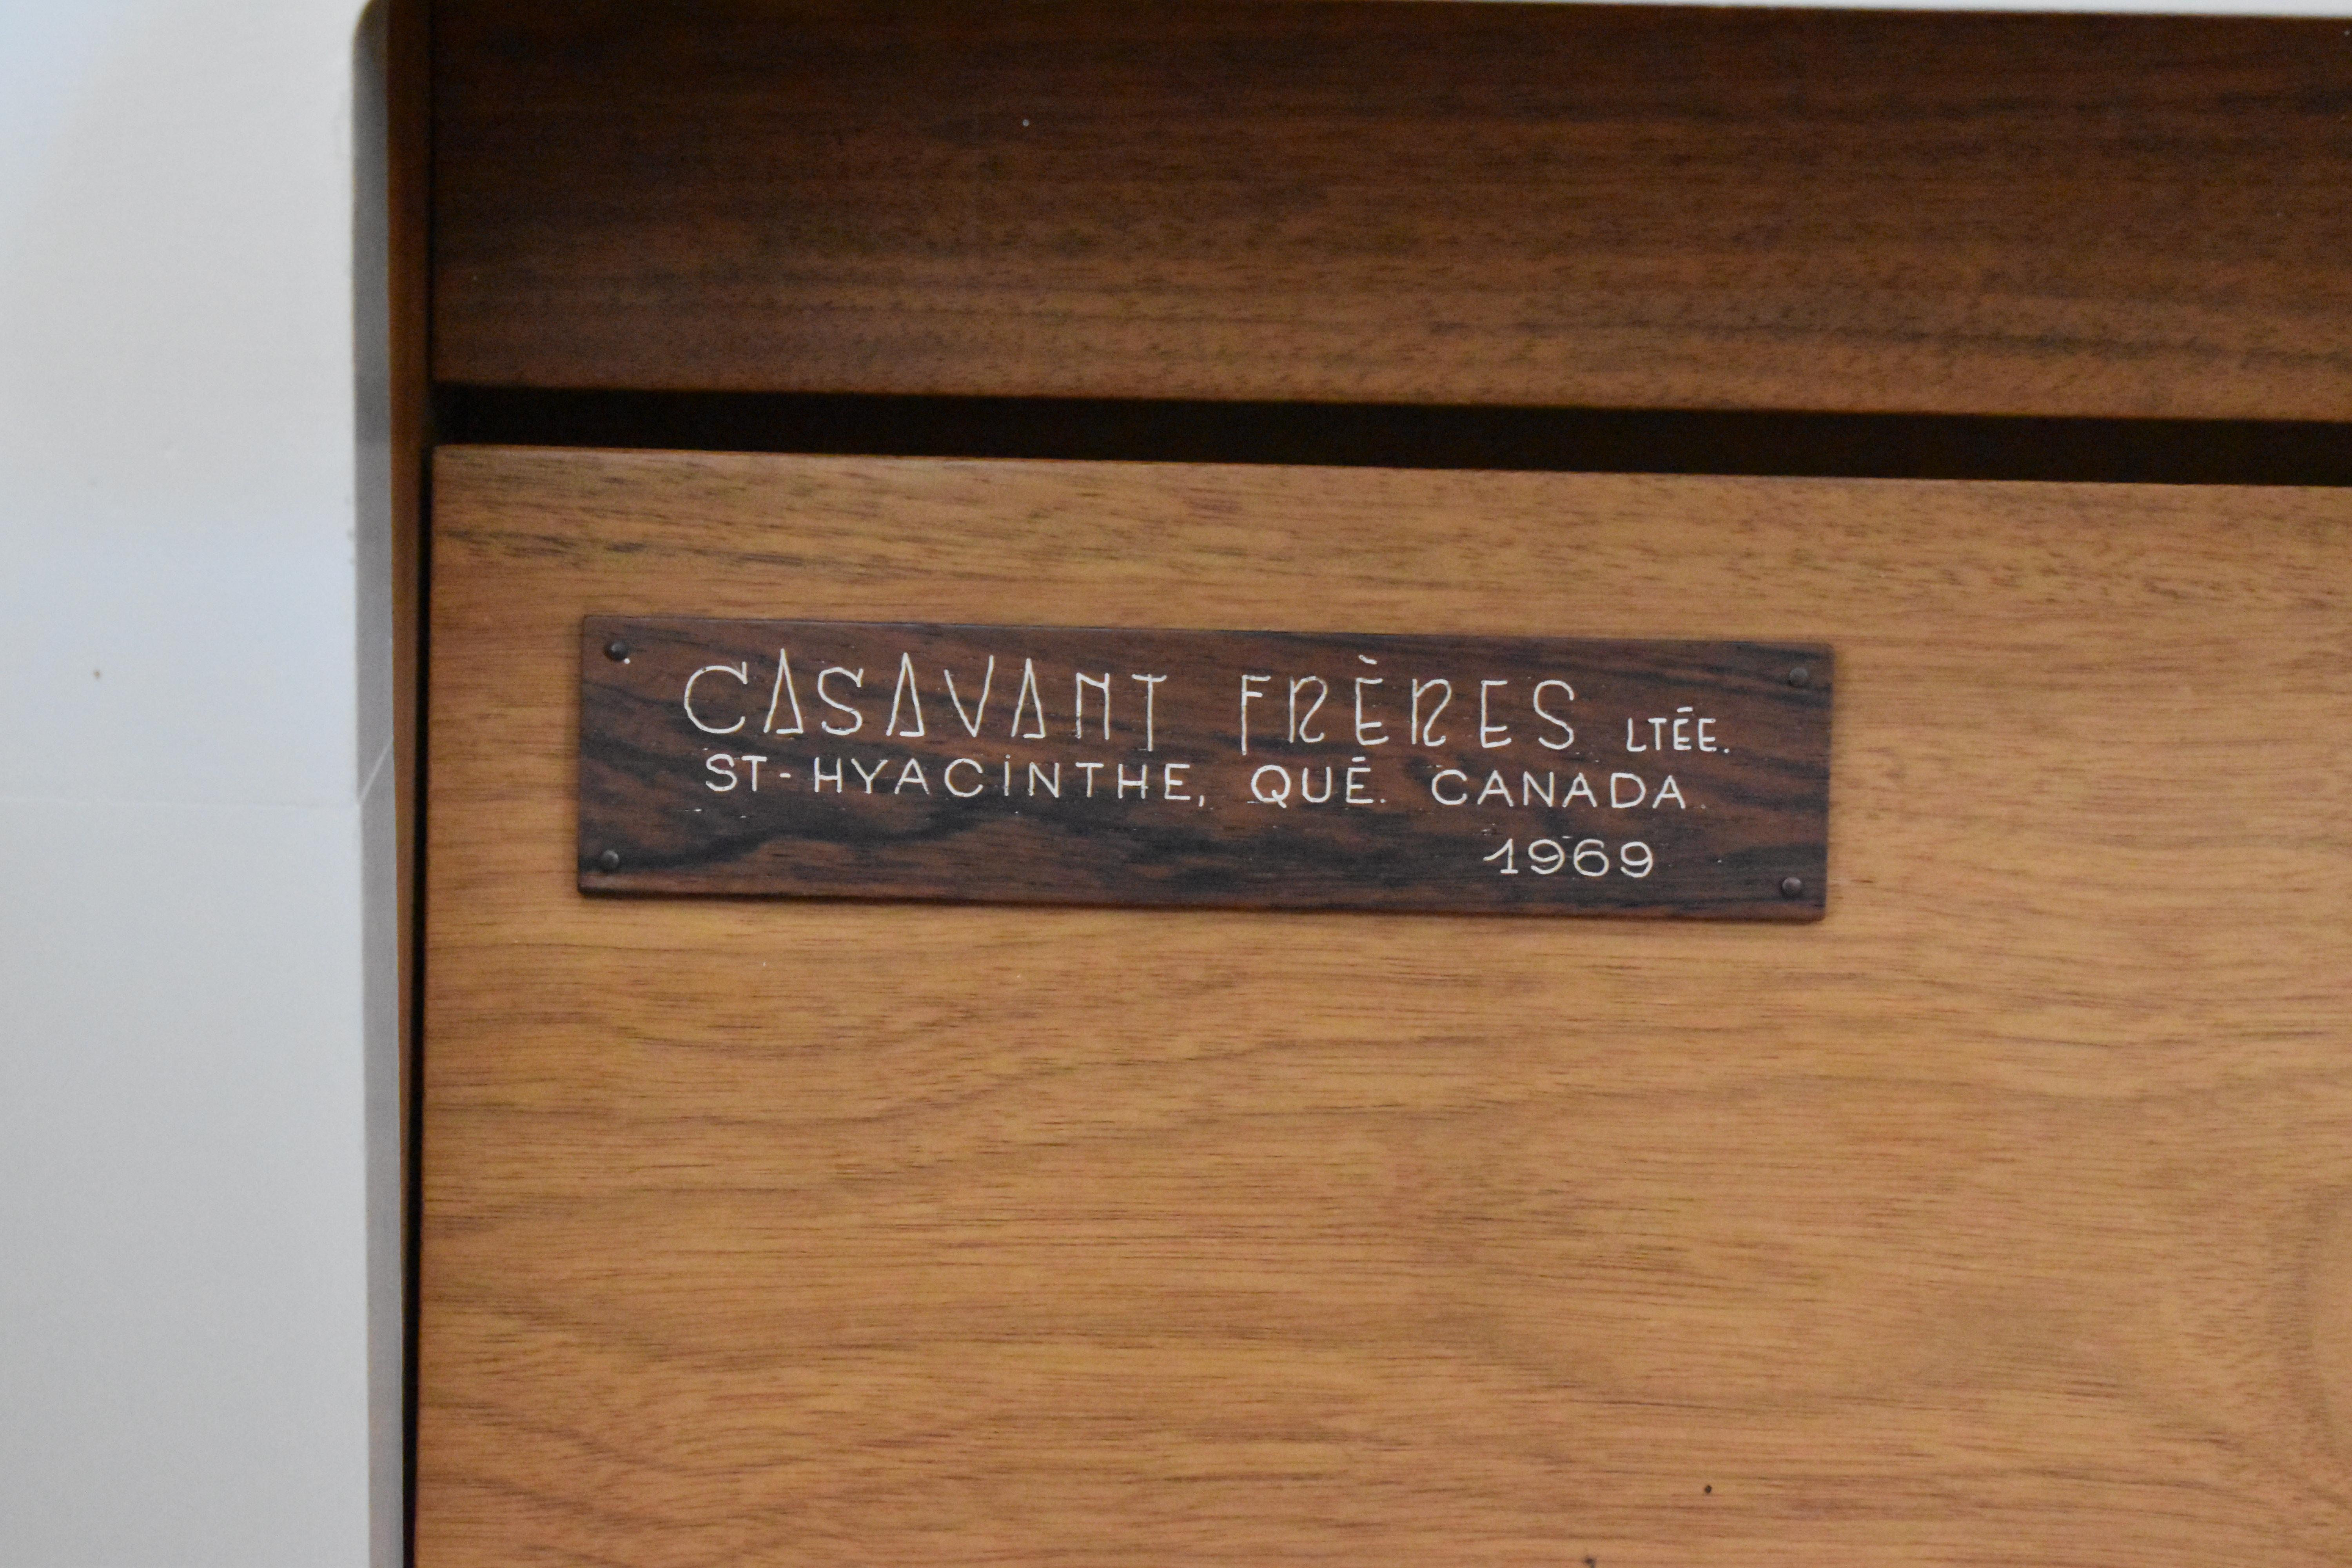 CASAVANT FRÈRES LTÉE.
ST-HYACINTHE, QUÉ. CANADA.
1969